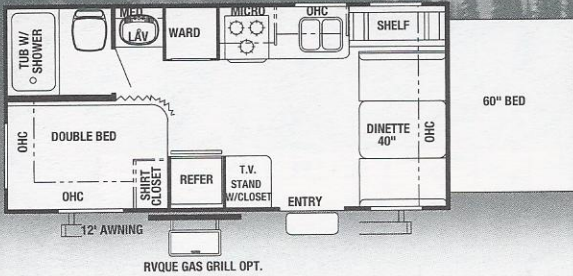 MED
MICRO
OHC
TUB W/
SHOWER
LAV
WARD
SHELF
60" BED
OHC
DOUBLE BED
DINETTE
40"
OHC
OHC
SHIRT
CLOSET
REFER
T.V.
STAND
W/CLOSET
ENTRY
12' AWNING
RVQUE GAS GRILL OPT.